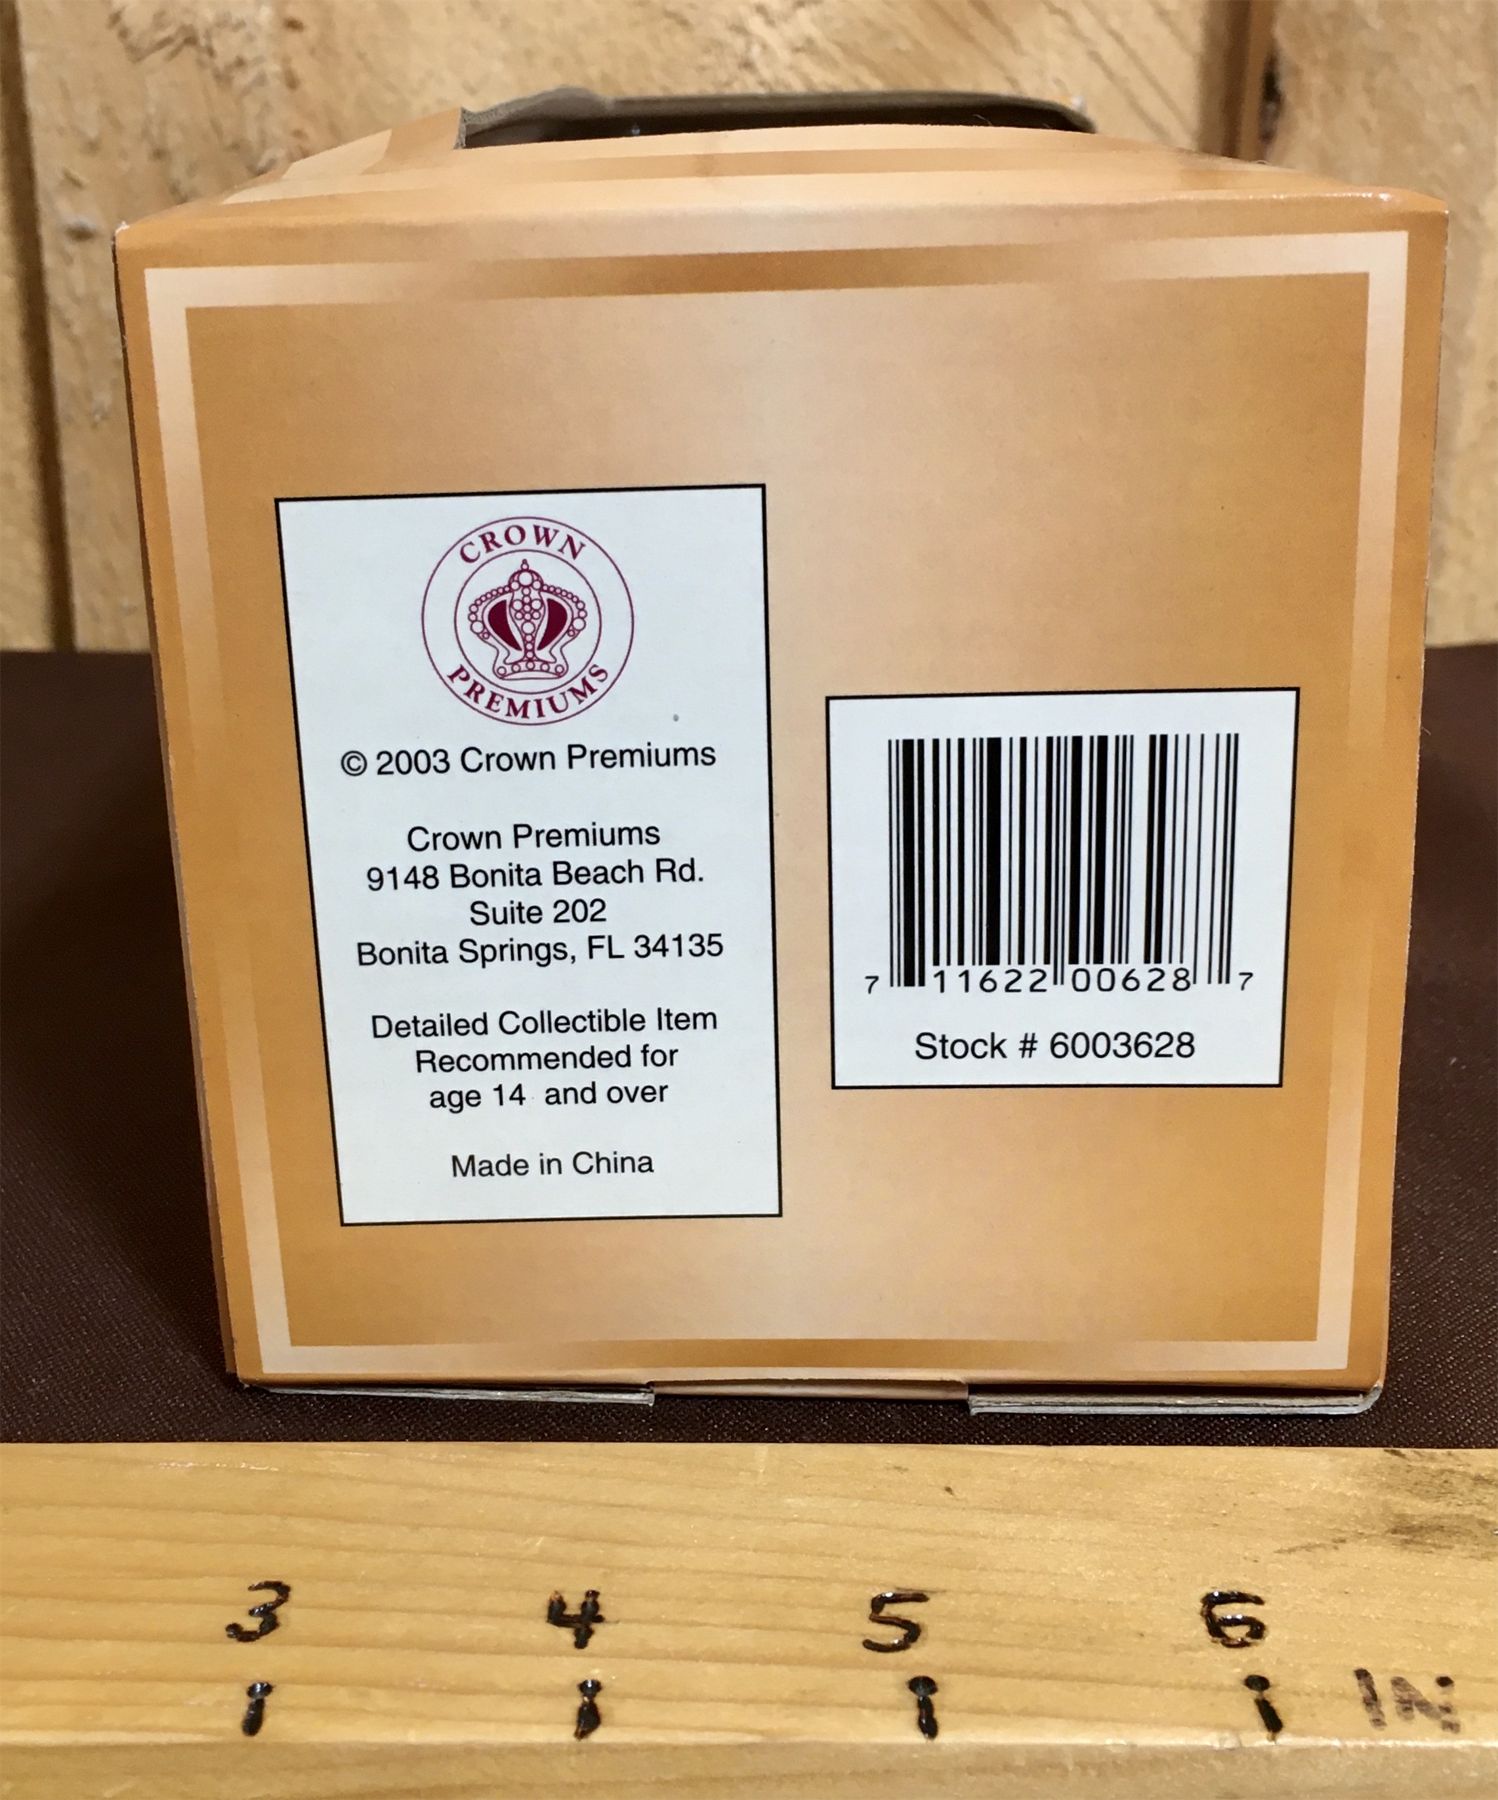 CROWN
PREMIUMS
© 2003 Crown Premiums
Crown Premiums
9148 Bonita Beach Rd.
Suite 202
Bonita Springs, FL 34135
Detailed Collectible Item
Recommended for
age 14 and over
Made in China
7 11622 00628 7
Stock # 6003628
3 4 5 6
IN